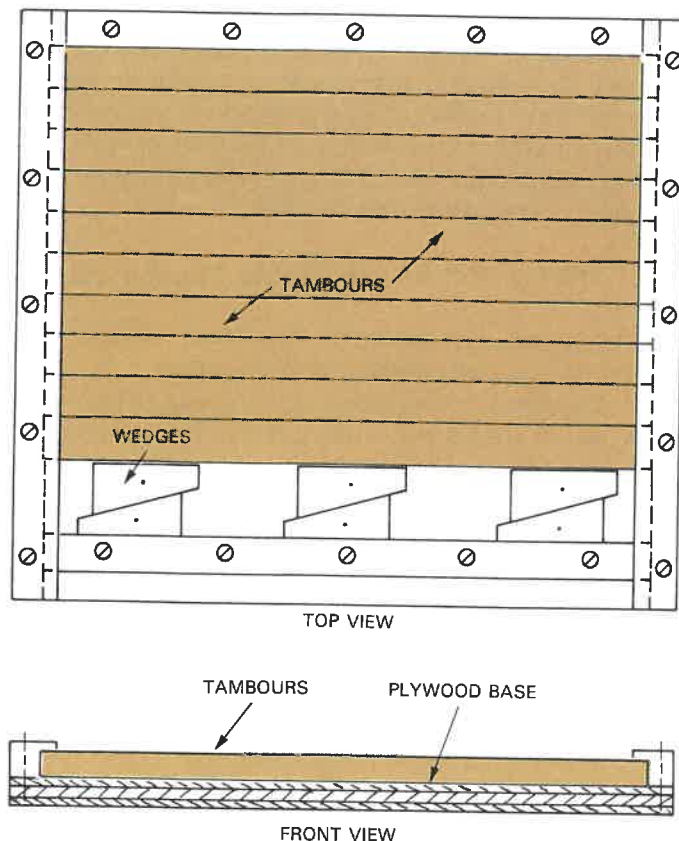 TAMBOURS
WEDGES
TOP VIEW
TAMBOURS
PLYWOOD BASE
FRONT VIEW